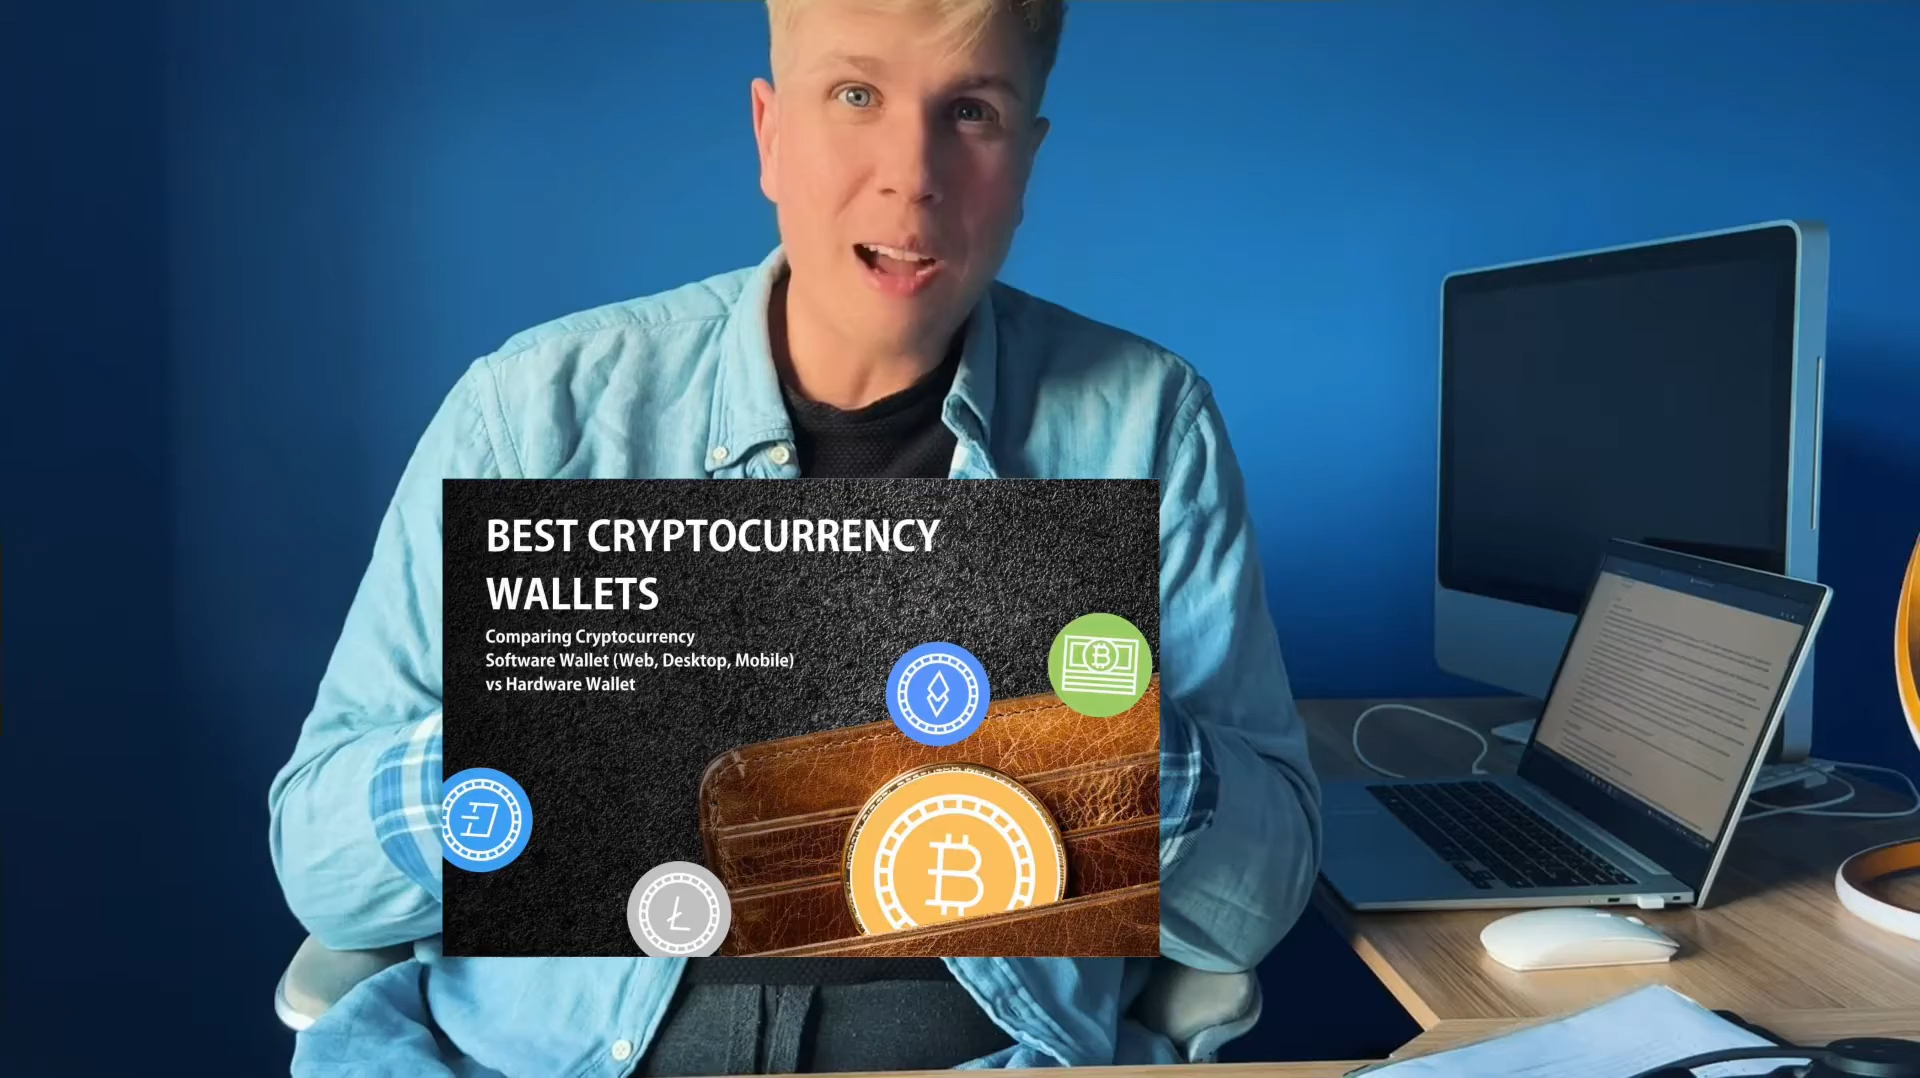 BEST CRYPTOCURRENCY
WALLETS
Comparing Cryptocurrency
Software Wallet (Web, Desktop, Mobile)
vs Hardware Wallet